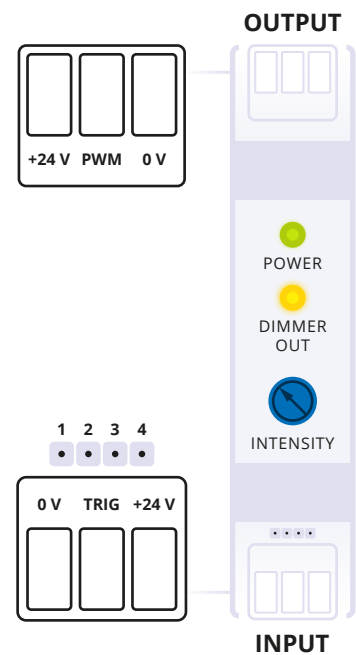 OUTPUT
+24 V PWM 0 V
POWER
DIMMER
OUT
INTENSITY
1 2 3 4
0 V TRIG +24 V
INPUT